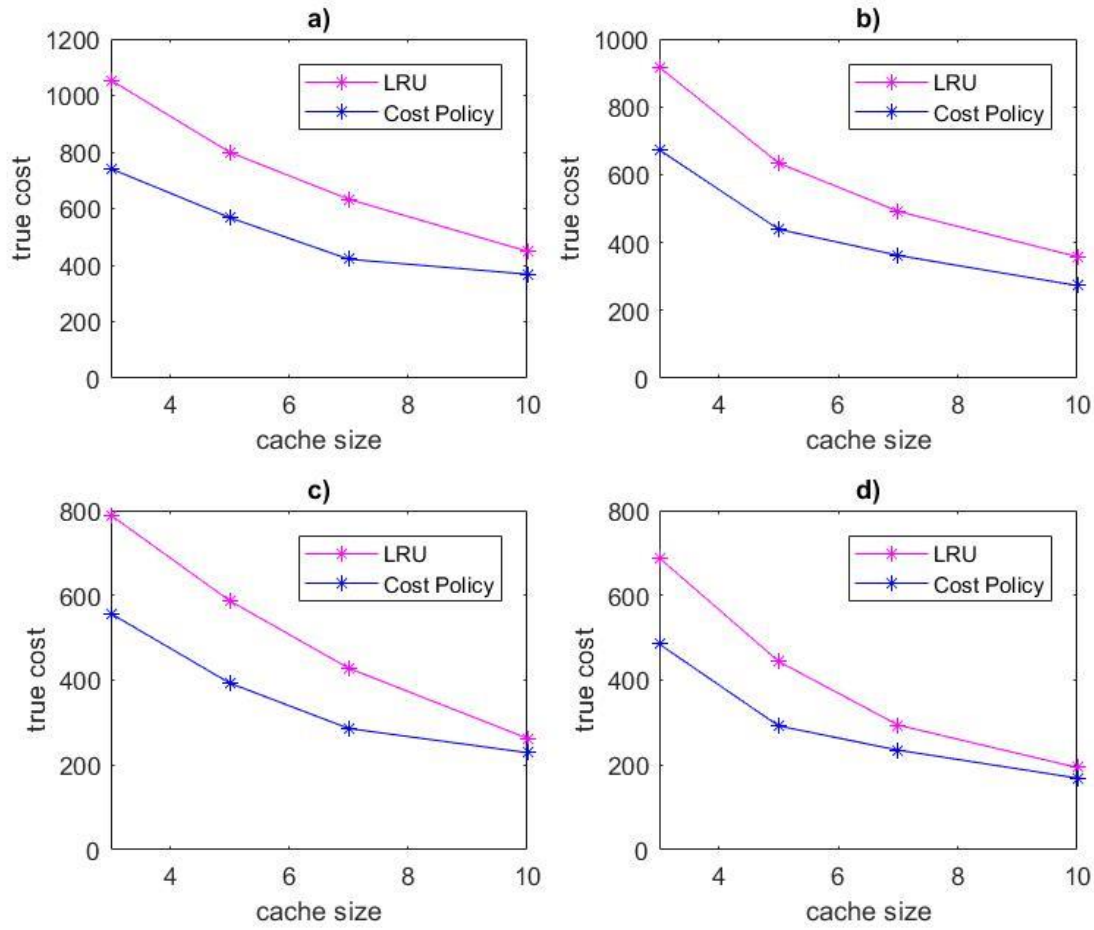 a)
1200
1000
800
600
400
200
0
true cost
LRU
Cost Policy
4 6 8 10
cache size
b)
1000
800
600
400
200
0
true cost
LRU
Cost Policy
4 6 8 10
cache size
c)
800
600
400
200
0
true cost
LRU
Cost Policy
4 6 8 10
cache size
d)
800
600
400
200
0
true cost
LRU
Cost Policy
4 6 8 10
cache size